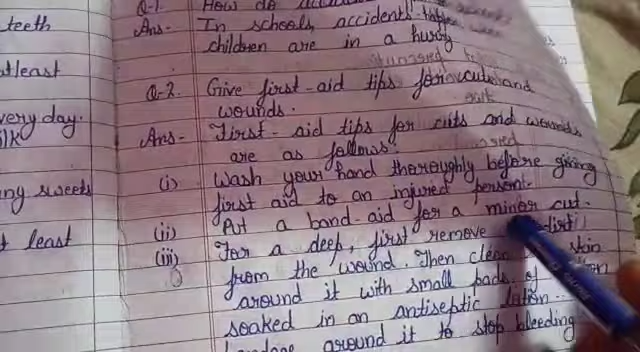 teeth
atleast
very day.
ilk
ng sweets
t least
Q-1. How do
Ans- In schools, accidents
children are in a hurry
Q-2. Give first-aid tips for cuts and
wounds.
Ans- First-aid tips for cuts and wounds
are as follows.
(i) Wash your hand thoroughly before giving
first aid to an injured person.
(ii) Put a band-aid for a minor cut.
(iii) For a deep, first remove dirt
from the wound. Then clean skin
around it with small pads of
soaked in an antiseptic lotion.
around it to stop bleeding